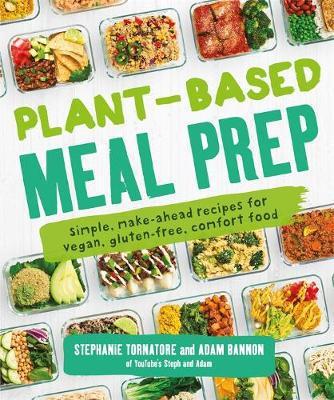 PLANT-BASED
MEAL PREP
Simple, make-ahead recipes for
vegan, gluten-free, comfort food
STEPHANIE TORNATORE and ADAM BANNON
of YouTube's Steph and Adam